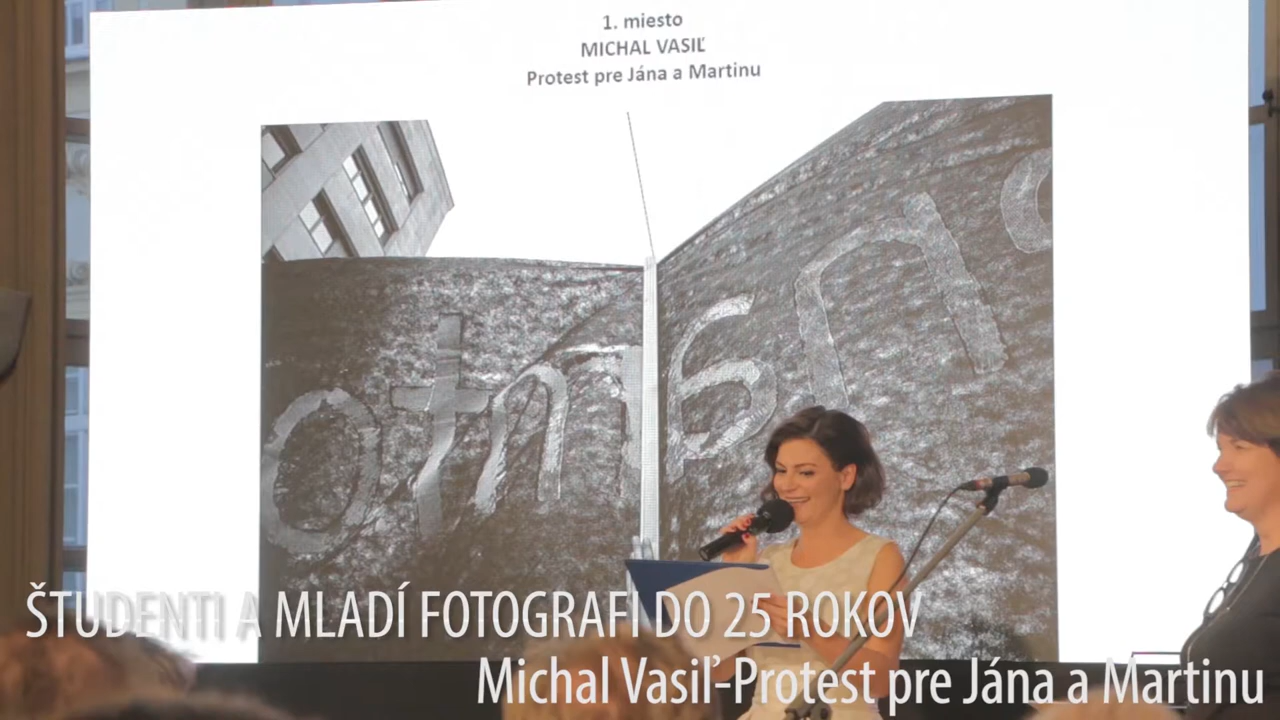 1. miesto
MICHAL VASIĽ
Protest pre Jána a Martinu
ŠTUDENTI A MLADÍ FOTOGRAFI DO 25 ROKOV
Michal Vasiľ-Protest pre Jána a Martinu